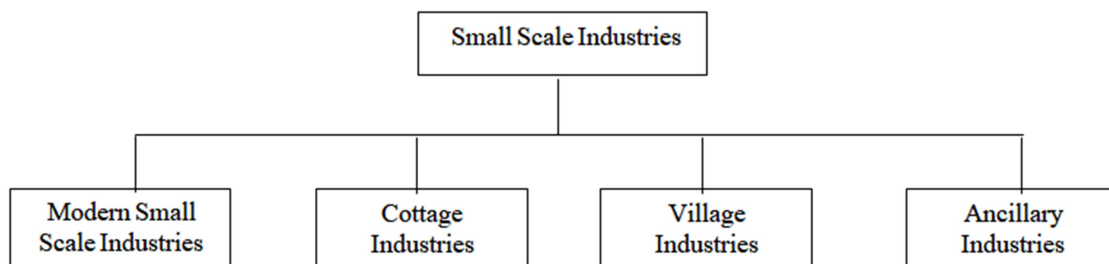 Small Scale Industries
Modern Small
Scale Industries
Cottage
Industries
Village
Industries
Ancillary
Industries